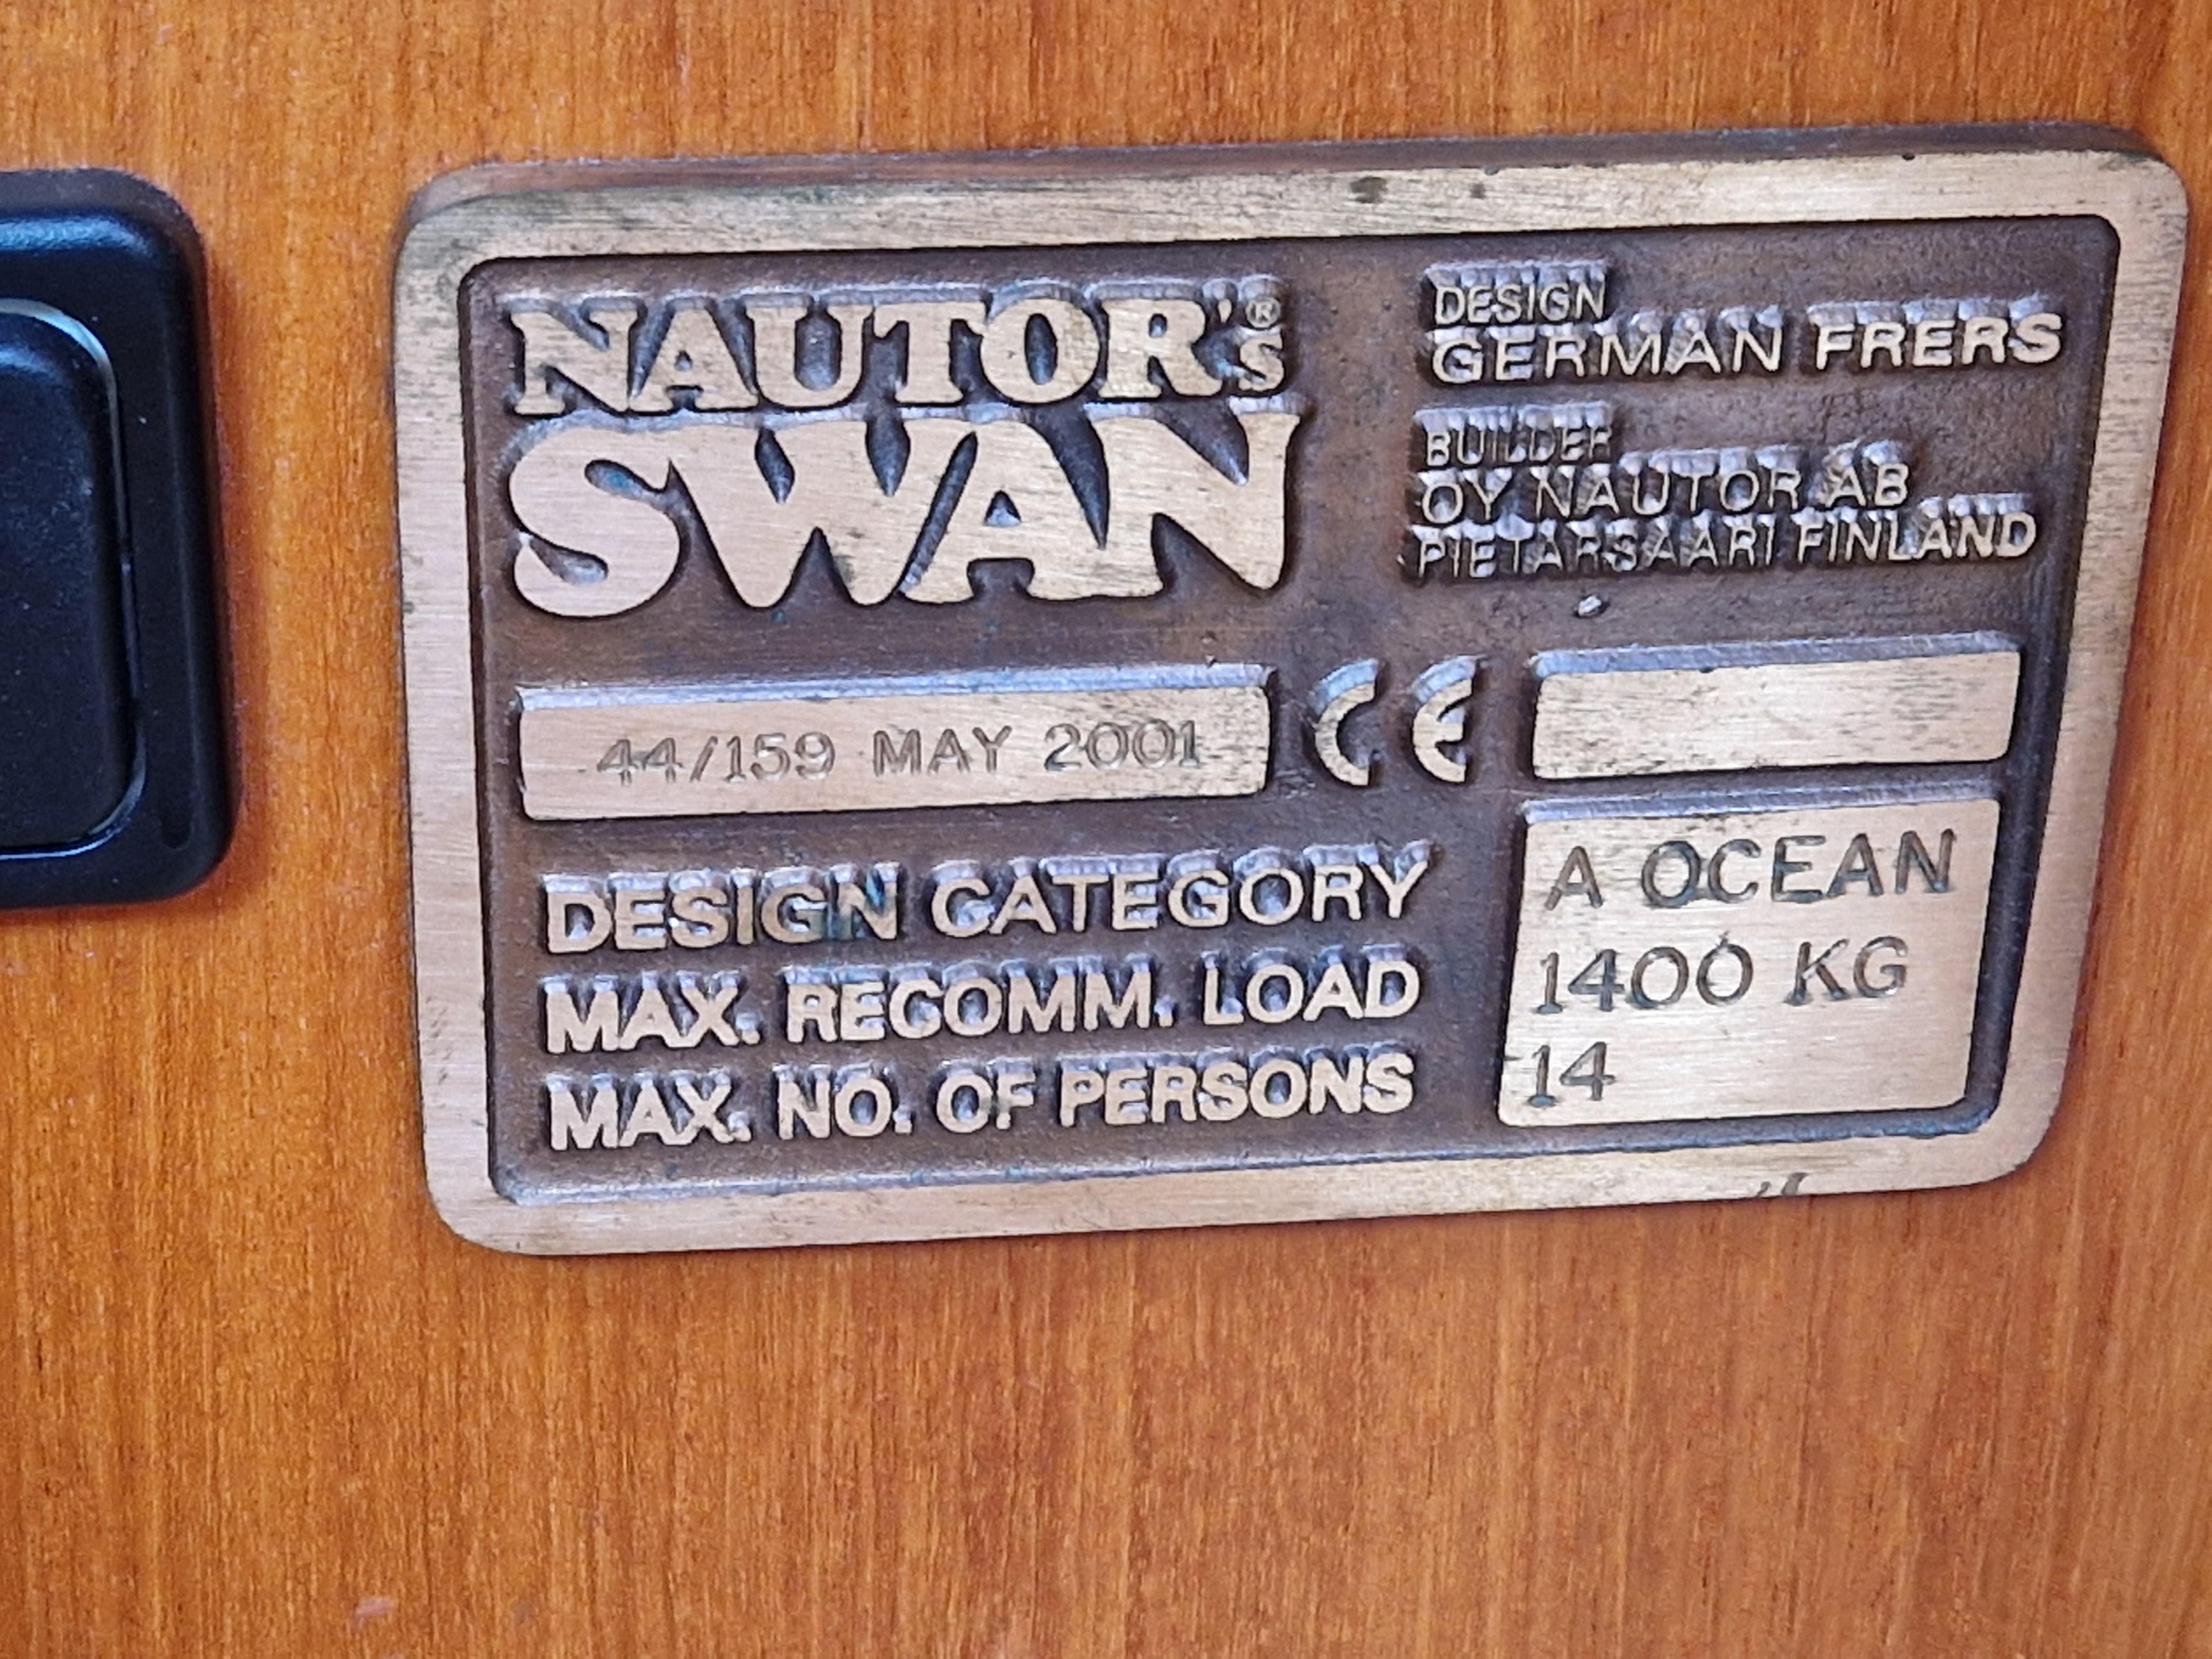 NAUTOR's®
SWAN
DESIGN
GERMAN FRERS
BUILDER
OY NAUTOR AB
PIETARSAARI FINLAND
44/159 MAY 2001
CE
DESIGN CATEGORY A OCEAN
MAX. RECOMM. LOAD 1400 KG
MAX. NO. OF PERSONS 14